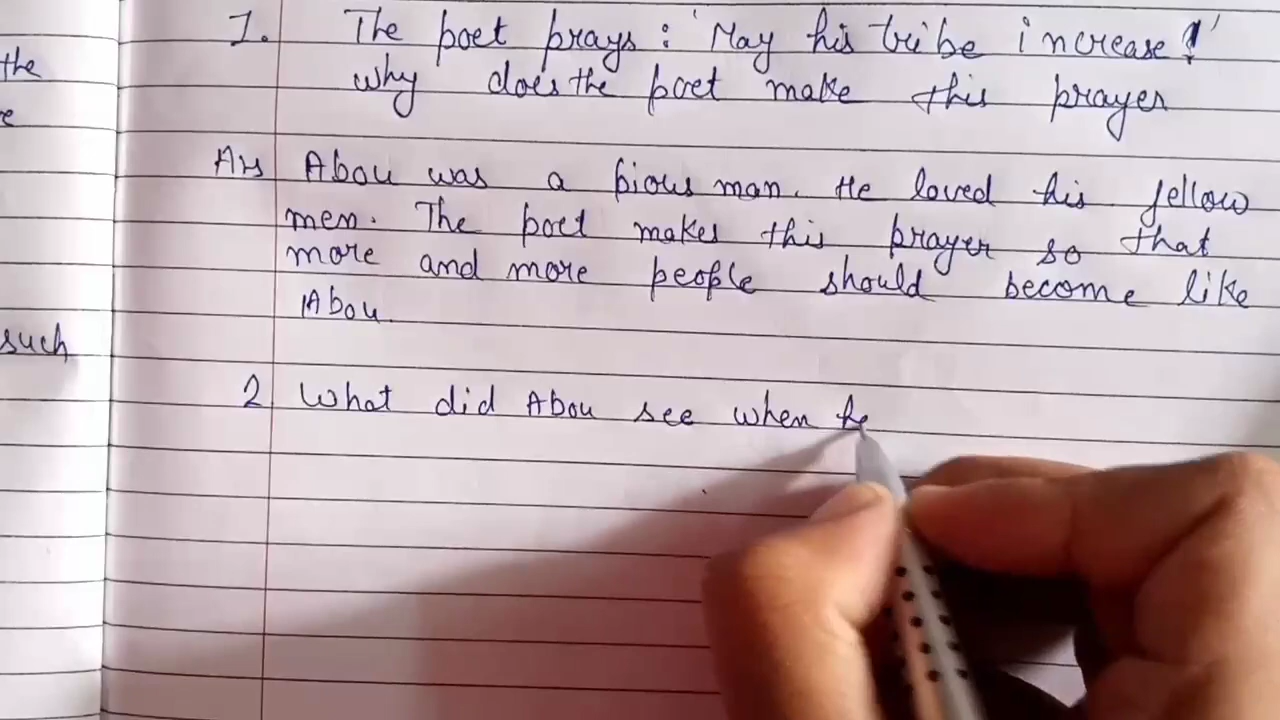 the
e
such
1. The poet prays: 'May his tribe increase!'
why does the poet make this prayer
Ans Abou was a pious man. He loved his fellow
men. The poet makes this prayer so that
more and more people should become like
Abou.
2 What did Abou see when he